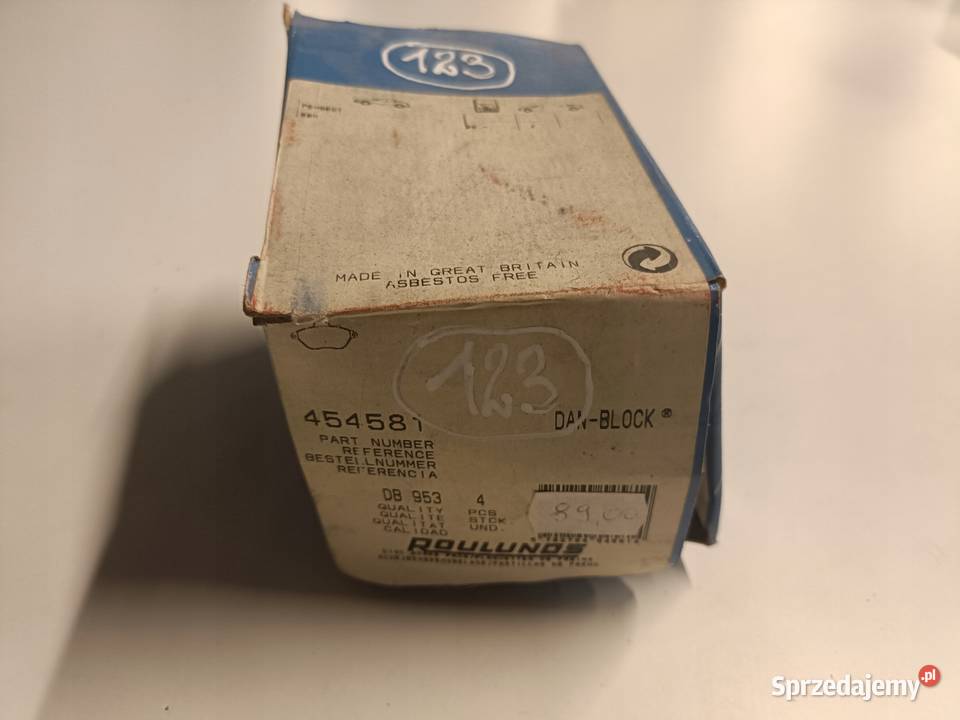 123
PEUGEOT
MADE IN GREAT BRITAIN
ASBESTOS FREE
123
454581
DAN-BLOCK®
PART NUMBER
REFERENCE
BESTELLNUMMER
REFERENCIA
DB 953 4
QUALITY PCS
QUALITE STCK
QUALITAT UND.
CALIDAD
89,00
ROULUNDS
Sprzedajemy.pl